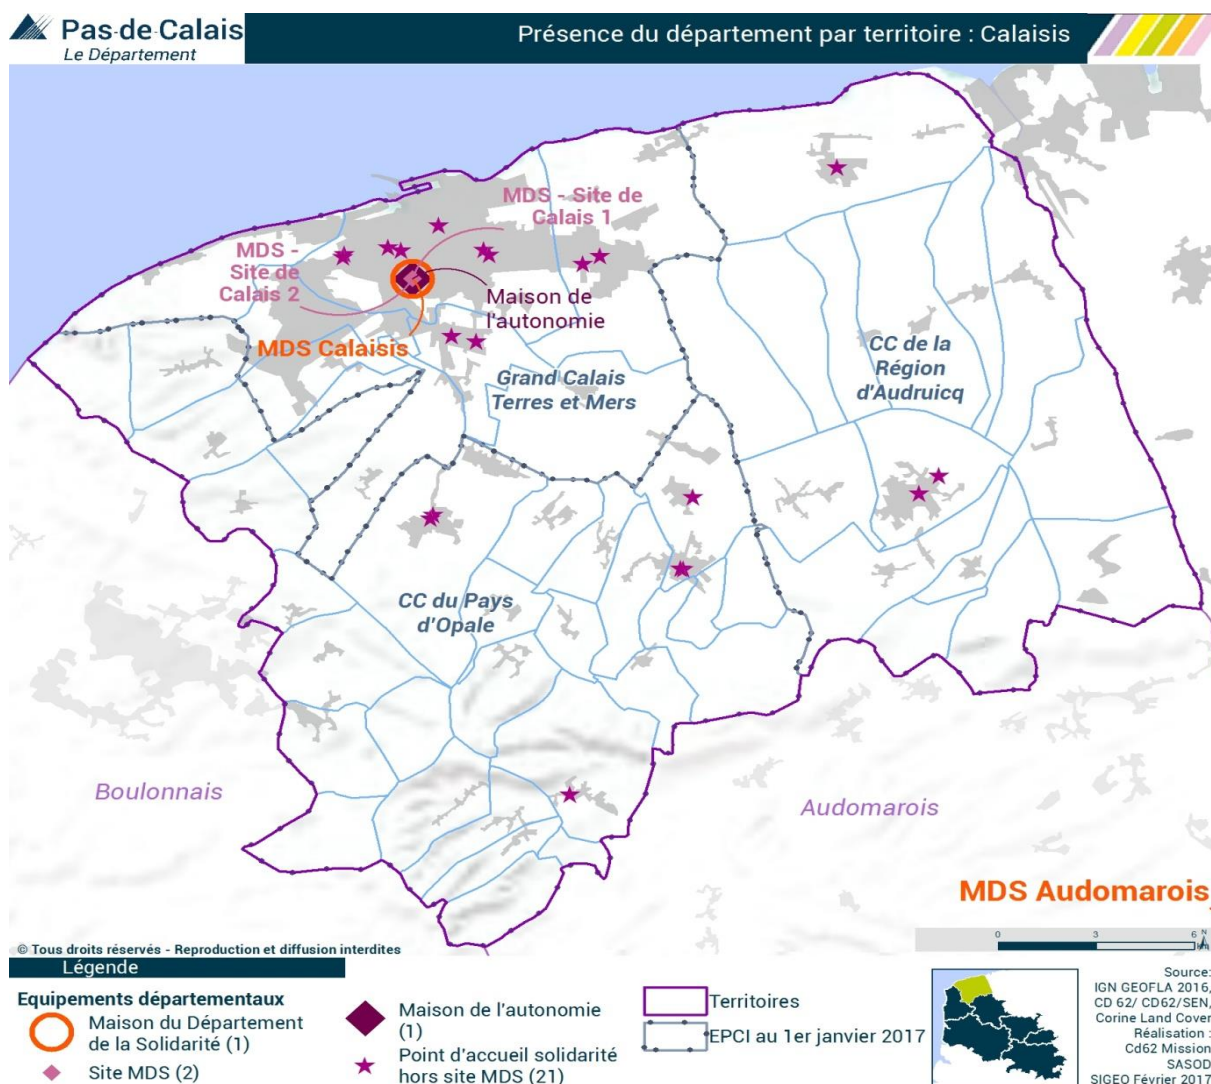 Pas-de-Calais
Le Département
Présence du département par territoire : Calaisis
MDS - Site de
Calais 1
MDS -
Site de
Calais 2
Maison de
l'autonomie
MDS Calaisis
Grand Calais
Terres et Mers
CC de la
Région
d'Audruicq
CC du Pays
d'Opale
Boulonnais
Audomarois
MDS Audomarois
© Tous droits réservés - Reproduction et diffusion interdites
0 3 6
km
N
Légende
Equipements départementaux
Maison du Département
de la Solidarité (1)
Site MDS (2)
Maison de l'autonomie
(1)
Point d'accueil solidarité
hors site MDS (21)
Territoires
EPCI au 1er janvier 2017
Source:
IGN GEOFLA 2016,
CD 62/ CD62/SEN,
Corine Land Cover
Réalisation :
Cd62 Mission
SASOD
SIGEO Février 2017